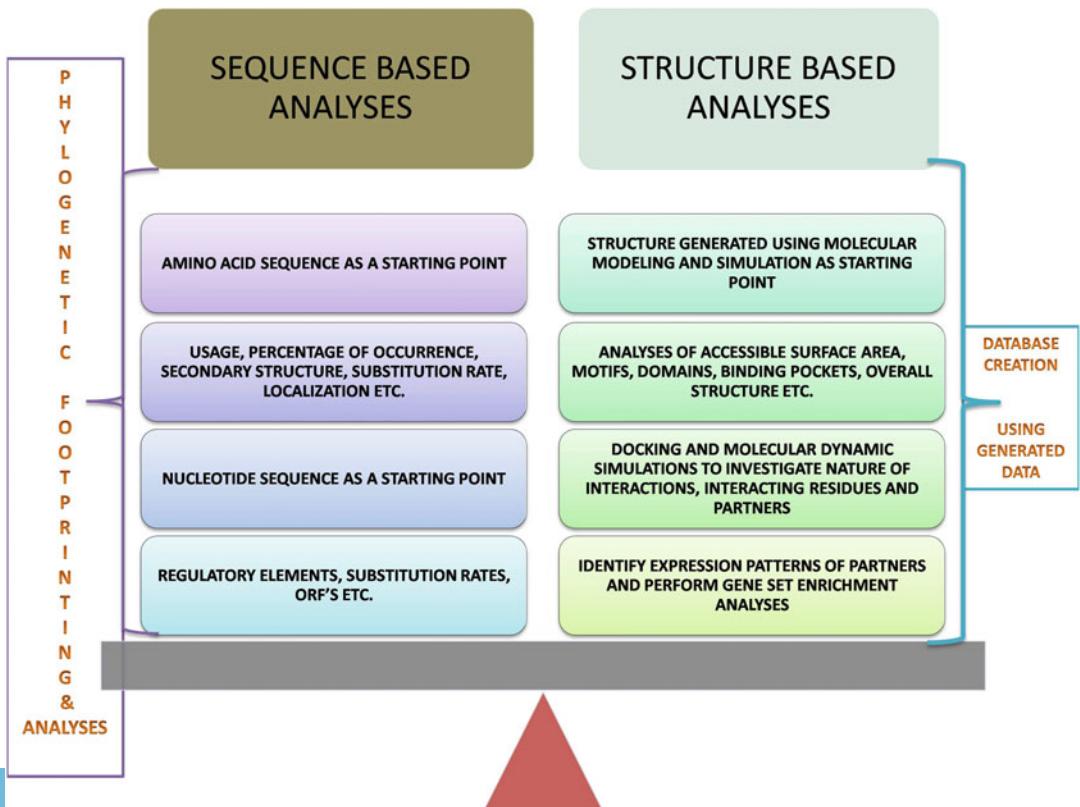 PHYLOGENETIC FOOTPRINTING & ANALYSES
SEQUENCE BASED
ANALYSES
AMINO ACID SEQUENCE AS A STARTING POINT
USAGE, PERCENTAGE OF OCCURRENCE,
SECONDARY STRUCTURE, SUBSTITUTION RATE,
LOCALIZATION ETC.
NUCLEOTIDE SEQUENCE AS A STARTING POINT
REGULATORY ELEMENTS, SUBSTITUTION RATES,
ORF'S ETC.
STRUCTURE BASED
ANALYSES
STRUCTURE GENERATED USING MOLECULAR
MODELING AND SIMULATION AS STARTING
POINT
ANALYSES OF ACCESSIBLE SURFACE AREA,
MOTIFS, DOMAINS, BINDING POCKETS, OVERALL
STRUCTURE ETC.
DOCKING AND MOLECULAR DYNAMIC
SIMULATIONS TO INVESTIGATE NATURE OF
INTERACTIONS, INTERACTING RESIDUES AND
PARTNERS
IDENTIFY EXPRESSION PATTERNS OF PARTNERS
AND PERFORM GENE SET ENRICHMENT
ANALYSES
DATABASE
CREATION
USING
GENERATED
DATA